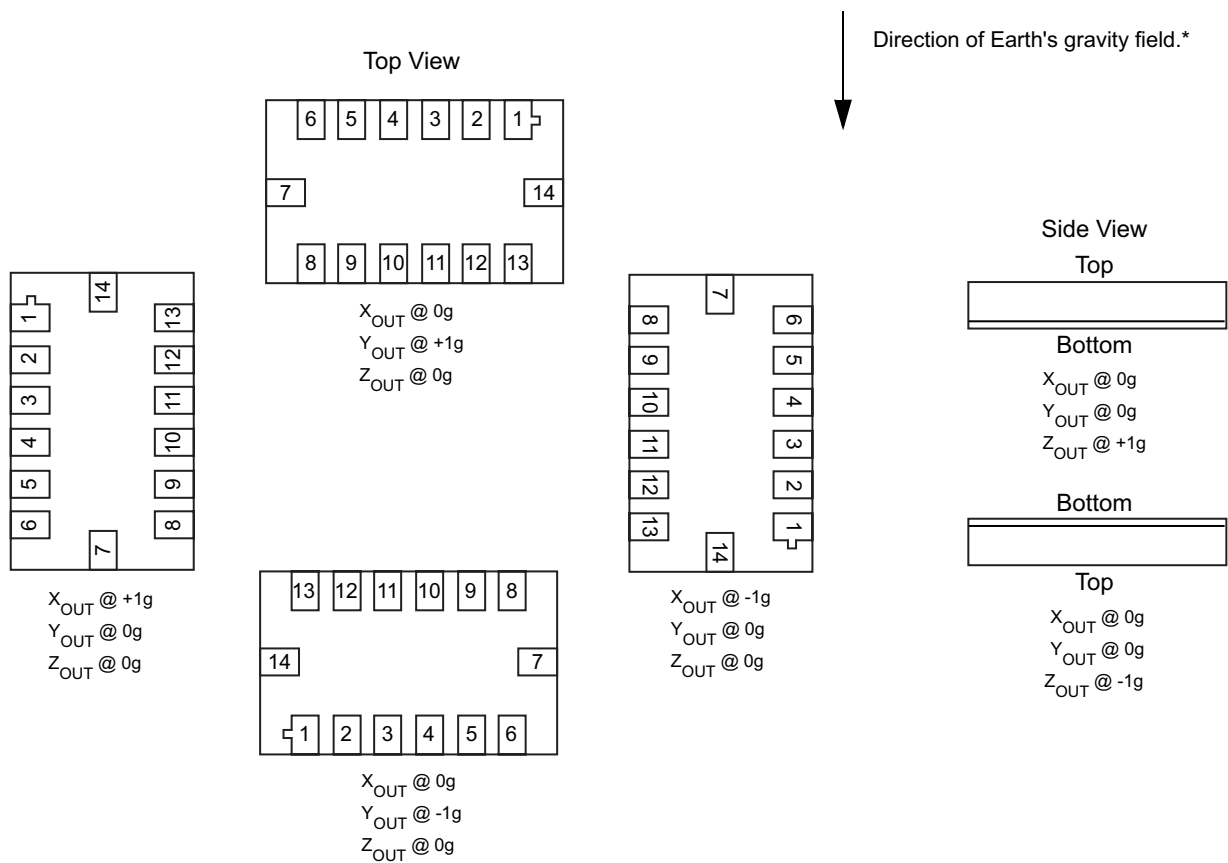 Direction of Earth's gravity field.*
Top View
6 5 4 3 2 1
7 14
8 9 10 11 12 13
XOUT @ 0g
YOUT @ +1g
ZOUT @ 0g
14
1 13
2 12
3 11
4 10
5 9
6 8
7
XOUT @ +1g
YOUT @ 0g
ZOUT @ 0g
13 12 11 10 9 8
14 7
1 2 3 4 5 6
XOUT @ 0g
YOUT @ -1g
ZOUT @ 0g
7
8 6
9 5
10 4
11 3
12 2
13 1
14
XOUT @ -1g
YOUT @ 0g
ZOUT @ 0g
Side View
Top
Bottom
XOUT @ 0g
YOUT @ 0g
ZOUT @ +1g
Bottom
Top
XOUT @ 0g
YOUT @ 0g
ZOUT @ -1g